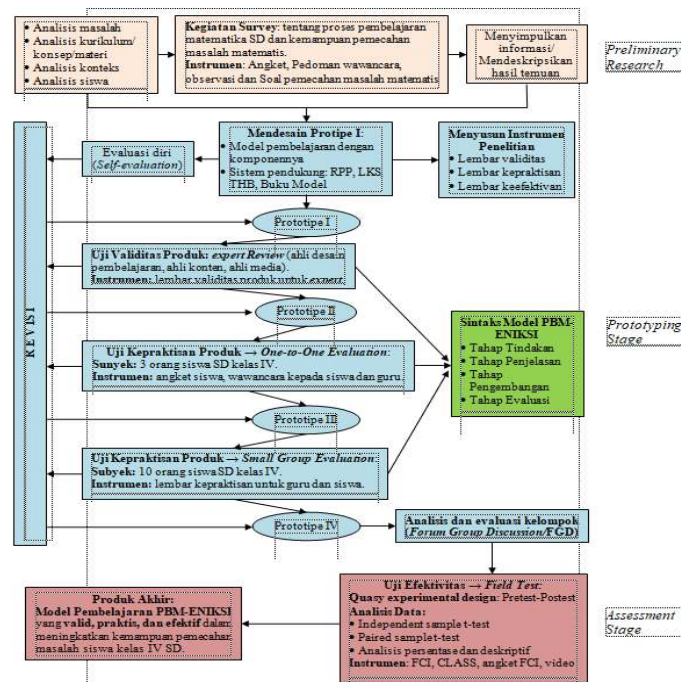 • Analisis masalah
• Analisis kurikulum/
konsep/materi
• Analisis konteks
• Analisis siswa
Kegiatan Survey: tentang proses pembelajaran
matematika SD dan kemampuan pemecahan
masalah matematis.
Instrumen: Angket, Pedoman wawancara,
observasi dan Soal pemecahan masalah matematis
Menyimpulkan
informasi/
Mendeskripsikan
hasil temuan
Preliminary
Research
Evaluasi diri
(Self-evaluation)
Mendesain Protipe I:
• Model pembelajaran dengan
komponennya
• Sistem pendukung: RPP, LKS
THB, Buku Model
Menyusun Instrumen
Penelitian
• Lembar validitas
• Lembar kepraktisan
• Lembar keefektivan
REVISI
Prototipe I
Uji Validitas Produk: expert Review (ahli desain
pembelajaran, ahli konten, ahli media).
Instrumen: lembar validitas produk untuk expert
Prototipe II
Sintaks Model PBM-
ENIKSI
• Tahap Tindakan
• Tahap Penjelasan
• Tahap
Pengembangan
• Tahap Evaluasi
Prototyping
Stage
Uji Kepraktisan Produk → One-to-One Evaluation:
Sunyek: 3 orang siswa SD kelas IV.
Instrumen: angket siswa, wawancara kepada siswa dan guru.
Prototipe III
Uji Kepraktisan Produk → Small Group Evaluation:
Subyek: 10 orang siswa SD kelas IV.
Instrumen: lembar kepraktisan untuk guru dan siswa.
Prototipe IV
Analisis dan evaluasi kelompok
(Forum Group Discussion/FGD)
Produk Akhir:
Model Pembelajaran PBM-ENIKSI
yang valid, praktis, dan efektif dalam
meningkatkan kemampuan pemecahan
masalah siswa kelas IV SD.
Uji Efektivitas → Field Test:
Quasy experimental design: Pretest-Postest
Analisis Data:
• Independent sample t-test
• Paired samplet-test
• Analisis persentase dan deskriptif
Instrumen: FCI, CLASS, angket FCI, video
Assessment
Stage